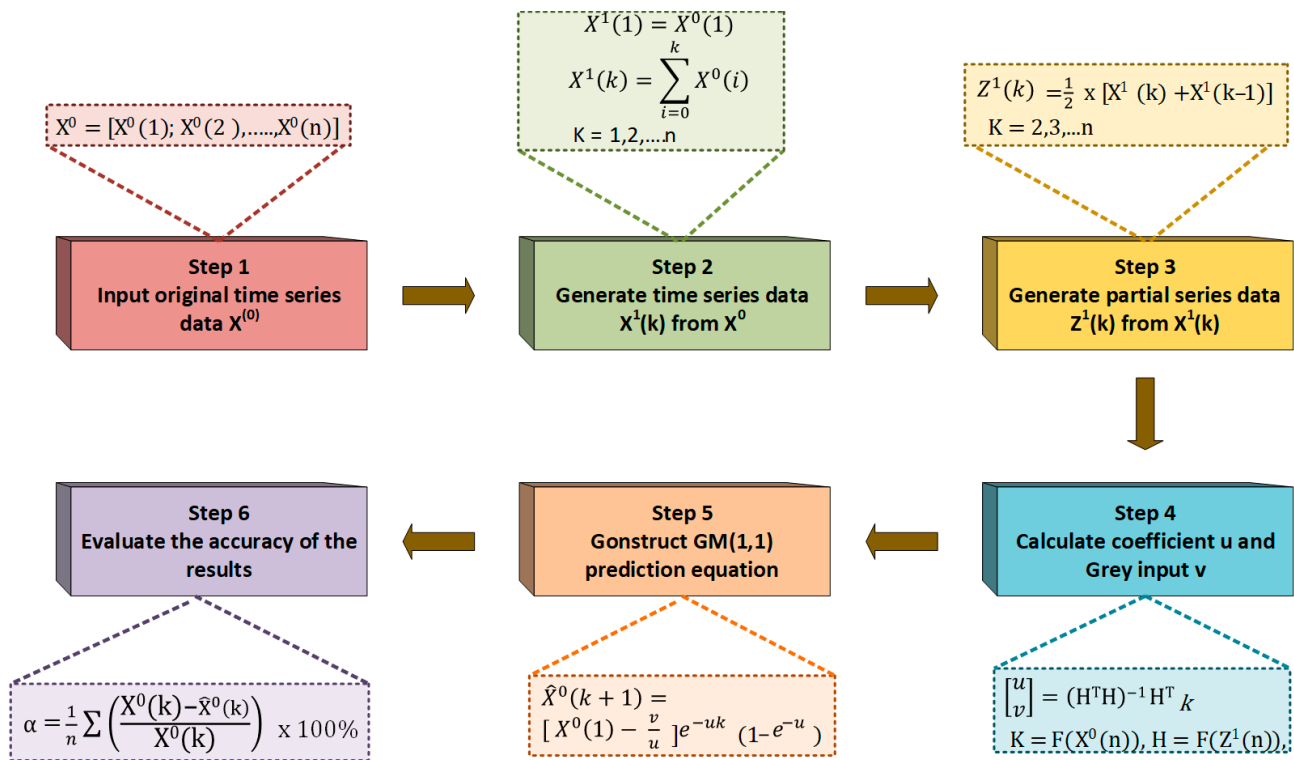 X⁰ = [X⁰(1); X⁰(2 ),.....,X⁰(n)]
Step 1
Input original time series
data X⁽⁰⁾
X¹(1) = X⁰(1)
X¹(k) = ∑_{i=0}^{k} X⁰(i)
K = 1,2,....n
Step 2
Generate time series data
X¹(k) from X⁰
Z¹(k) = 1/2 x [X¹ (k) +X¹(k–1)]
K = 2,3,...n
Step 3
Generate partial series data
Z¹(k) from X¹(k)
Step 4
Calculate coefficient u and
Grey input v
[u v] = (HᵀH)⁻¹ Hᵀ k
K = F(X⁰(n)), H = F(Z¹(n)),
Step 5
Gonstruct GM(1,1)
prediction equation
X̂⁰(k + 1) =
[ X⁰(1) − v/u ]e^{−uk} (1−e^{−u} )
Step 6
Evaluate the accuracy of the
results
α = 1/n ∑ ((X⁰(k)−X̂⁰(k))/X⁰(k)) x 100%